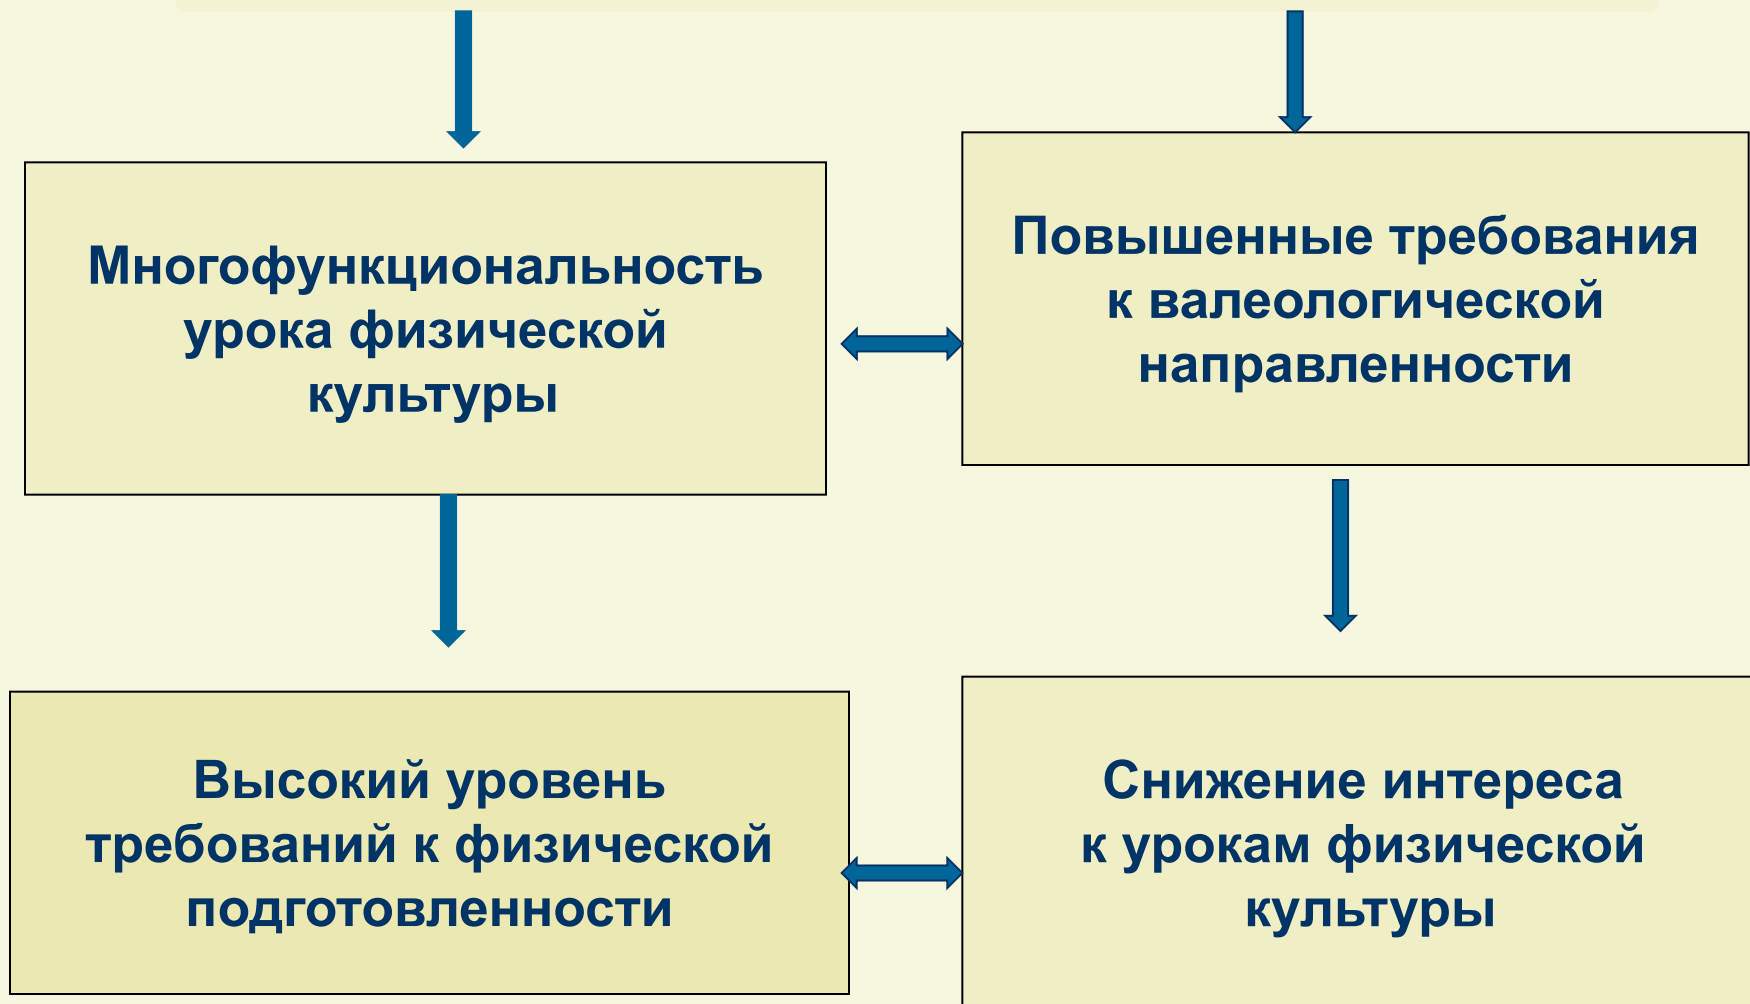 Многофункциональность
урока физической
культуры
Повышенные требования
к валеологической
направленности
Высокий уровень
требований к физической
подготовленности
Снижение интереса
к урокам физической
культуры